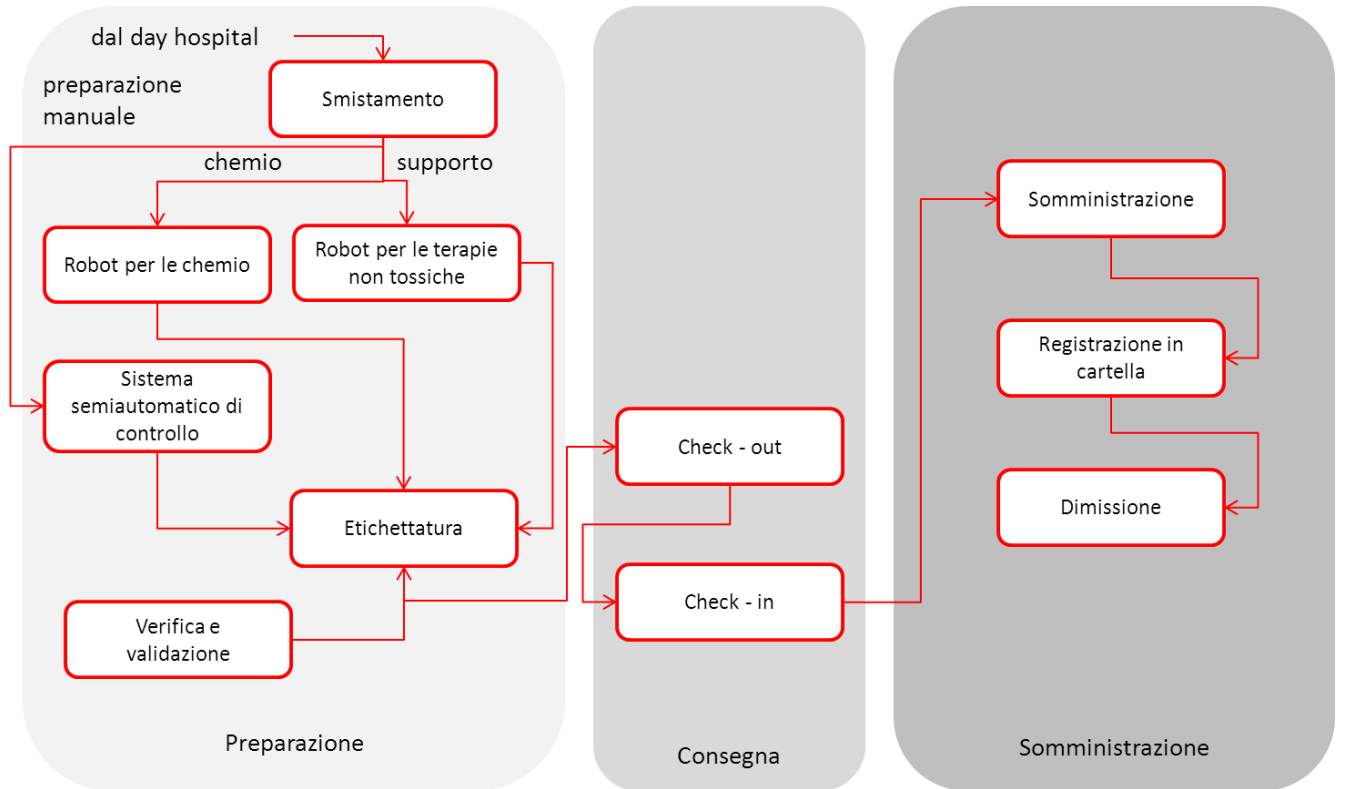 dal day hospital
preparazione
manuale
Smistamento
chemio
supporto
Robot per le chemio
Robot per le terapie
non tossiche
Sistema
semiautomatico di
controllo
Etichettatura
Verifica e
validazione
Preparazione
Check - out
Check - in
Consegna
Somministrazione
Registrazione in
cartella
Dimissione
Somministrazione